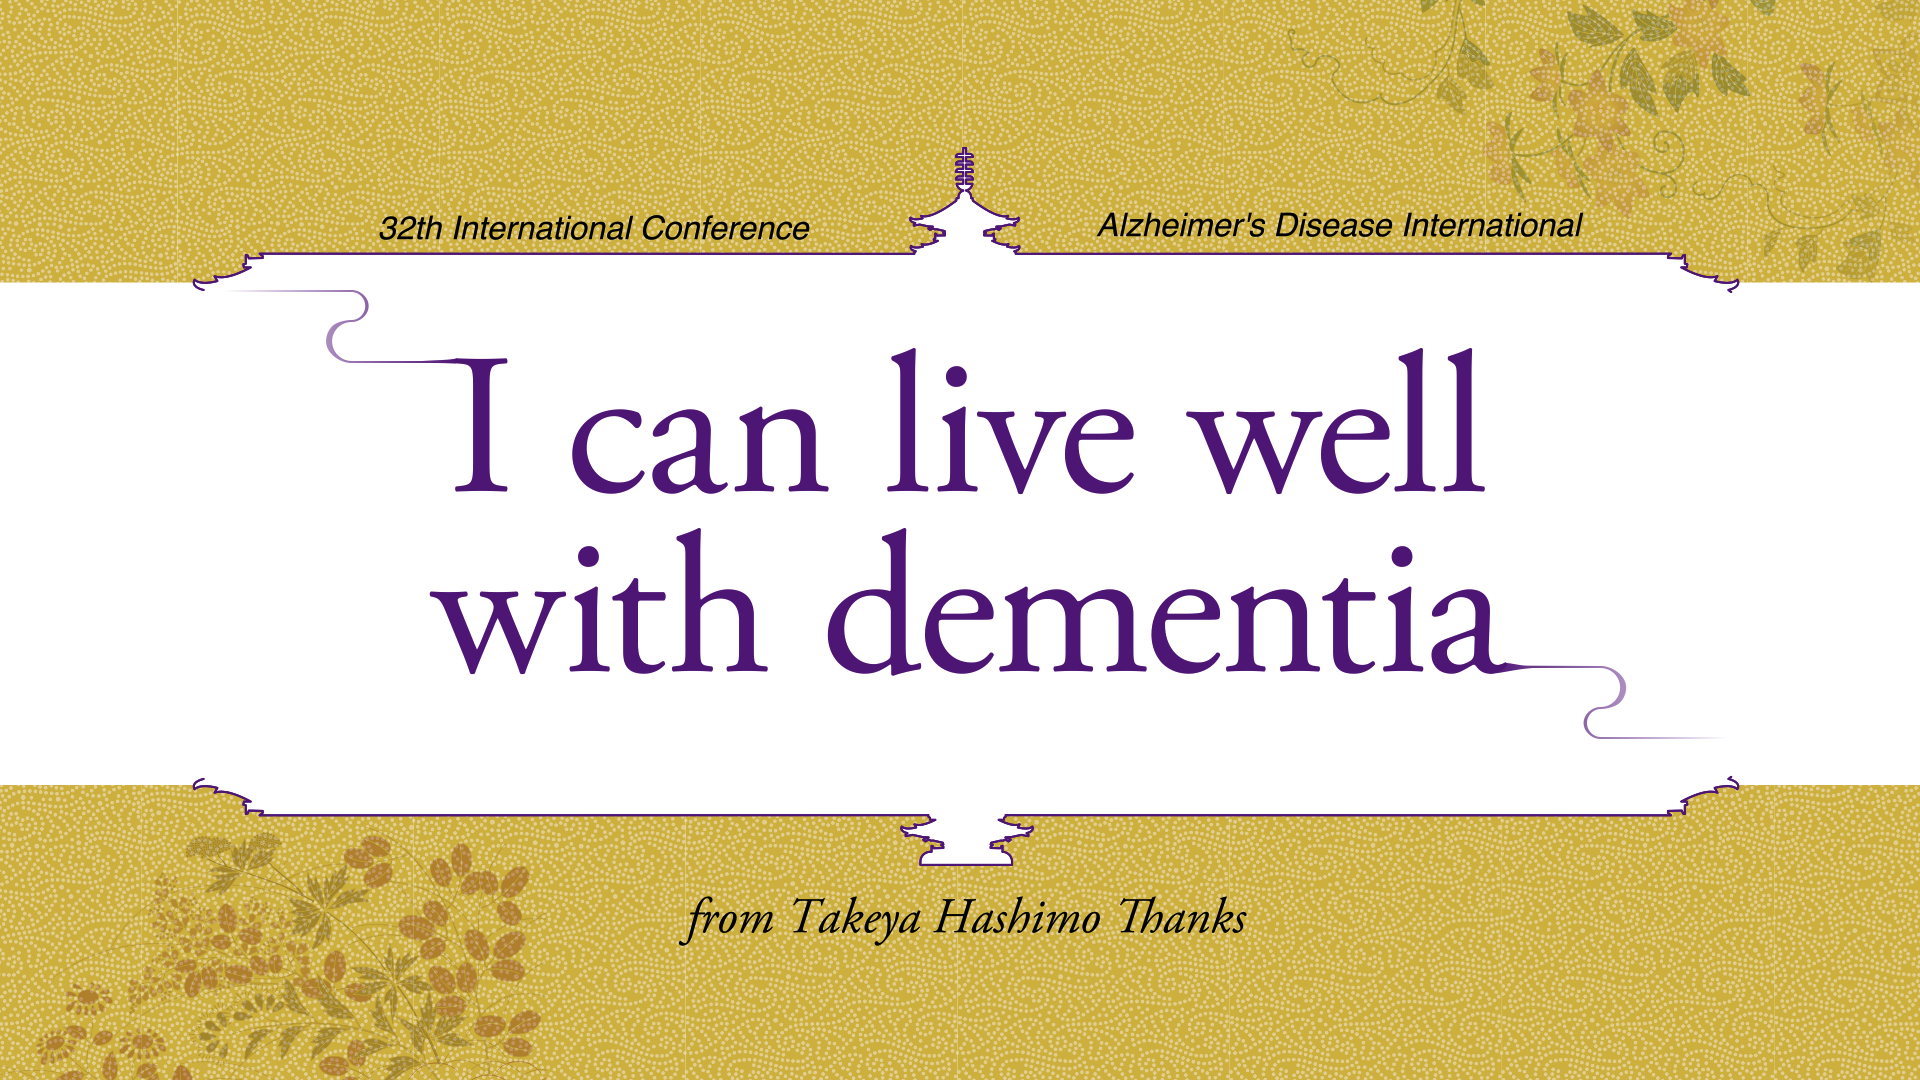 32th International Conference
Alzheimer's Disease International
I can live well
with dementia
from Takeya Hashimo Thanks